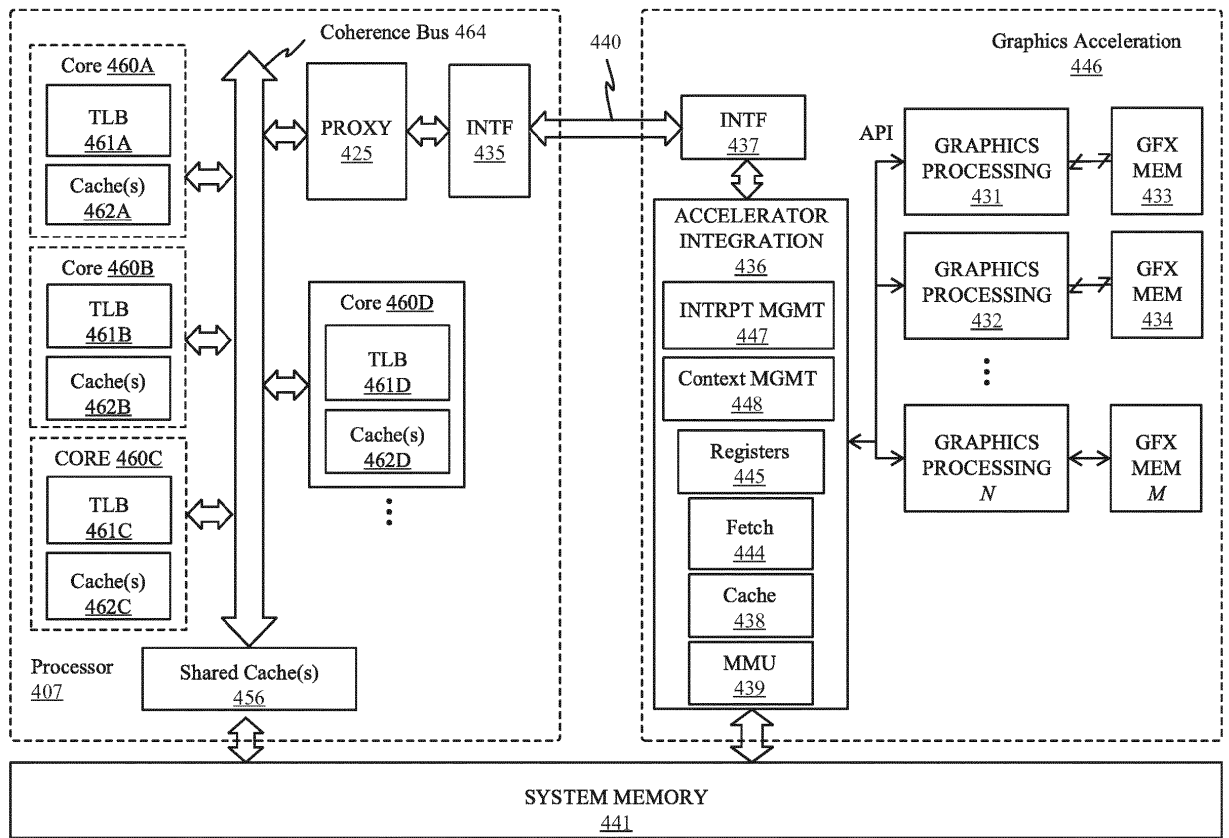 Coherence Bus 464
Core 460A
TLB
461A
Cache(s)
462A
Core 460B
TLB
461B
Cache(s)
462B
CORE 460C
TLB
461C
Cache(s)
462C
PROXY
425
INTF
435
Core 460D
TLB
461D
Cache(s)
462D
Processor
407
Shared Cache(s)
456
440
Graphics Acceleration
446
INTF
437
ACCELERATOR
INTEGRATION
436
INTRPT MGMT
447
Context MGMT
448
Registers
445
Fetch
444
Cache
438
MMU
439
API
GRAPHICS
PROCESSING
431
GFX
MEM
433
GRAPHICS
PROCESSING
432
GFX
MEM
434
GRAPHICS
PROCESSING
N
GFX
MEM
M
SYSTEM MEMORY
441